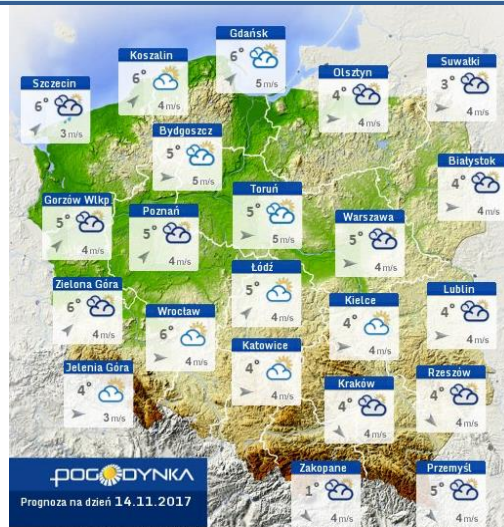 Gdańsk
6°
5 m/s
Koszalin
6°
4 m/s
Suwałki
3°
4 m/s
Olsztyn
4°
4 m/s
Szczecin
6°
3 m/s
Bydgoszcz
5°
5 m/s
Białystok
4°
4 m/s
Toruń
5°
5 m/s
Gorzów Wlkp
5°
4 m/s
Poznań
5°
4 m/s
Warszawa
5°
4 m/s
Łódź
5°
4 m/s
Zielona Góra
6°
4 m/s
Lublin
4°
4 m/s
Kielce
4°
4 m/s
Wrocław
6°
4 m/s
Katowice
4°
4 m/s
Jelenia Góra
4°
3 m/s
Rzeszów
4°
4 m/s
Kraków
4°
4 m/s
Zakopane
1°
4 m/s
Przemyśl
5°
4 m/s
POGODYNKA
Prognoza na dzień 14.11.2017